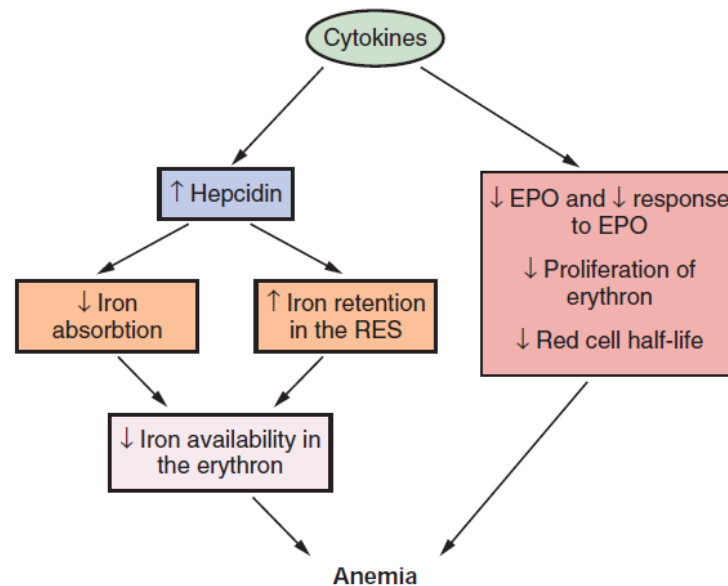 Cytokines
↑ Hepcidin
↓ EPO and ↓ response
to EPO
↓ Proliferation of
erythron
↓ Red cell half-life
↓ Iron
absorbtion
↑ Iron retention
in the RES
↓ Iron availability in
the erythron
Anemia